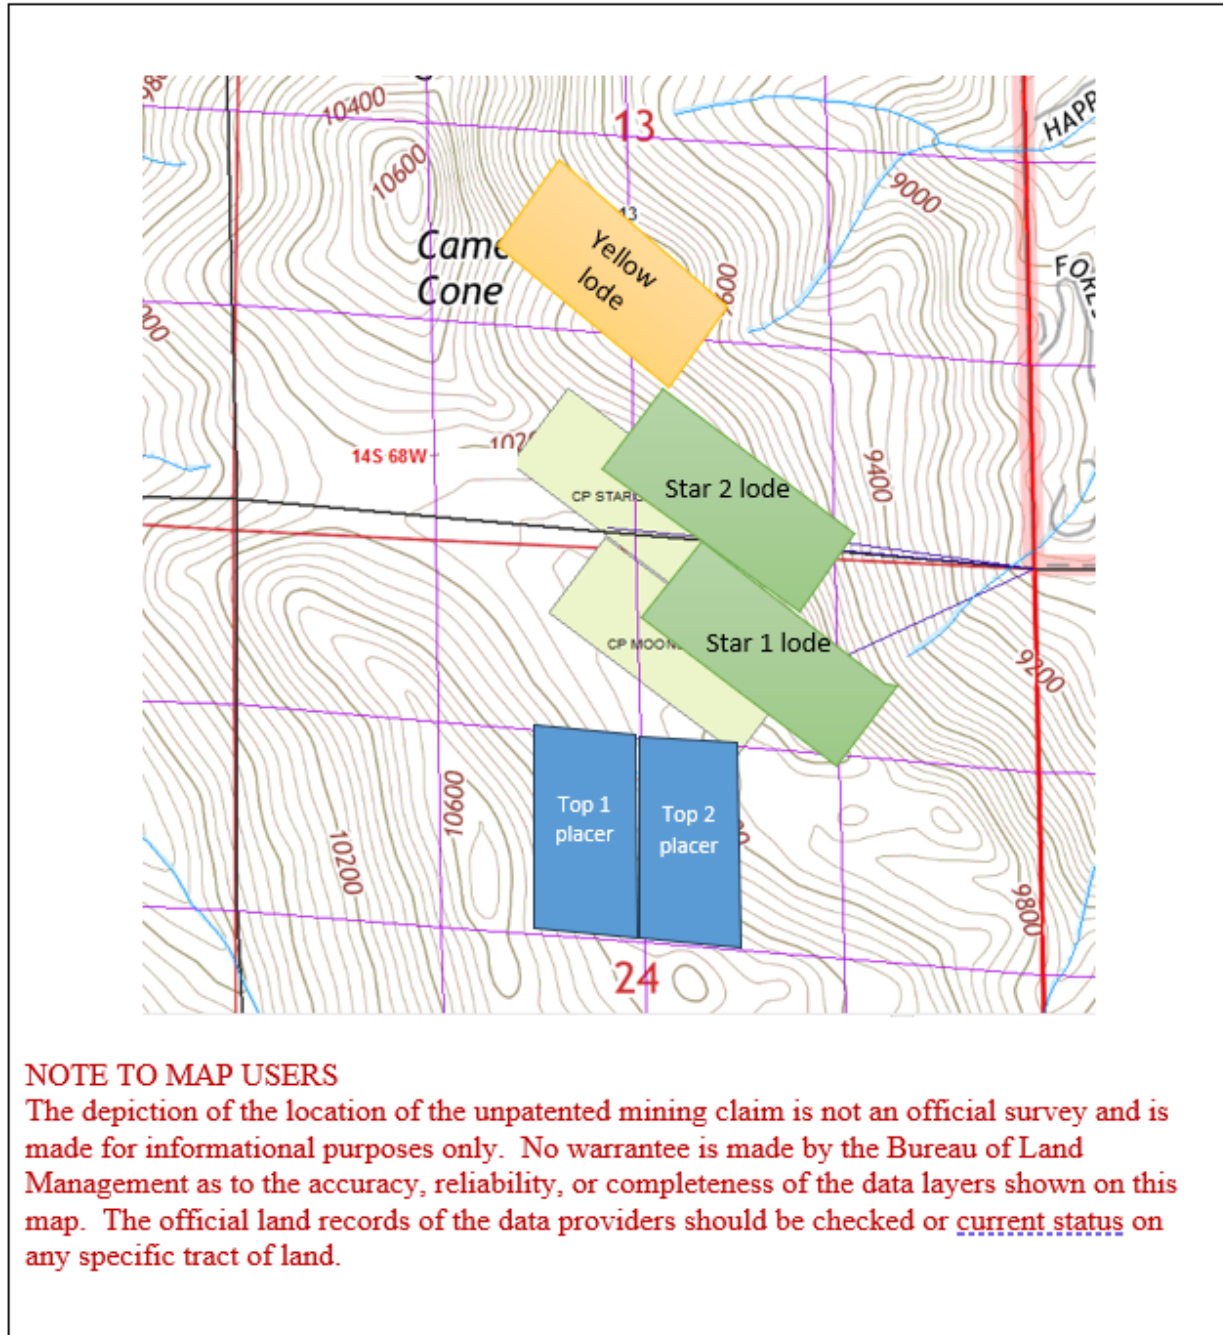 10400
13
HAPP
10600
9000
13
Yellow
lode
Came
Cone
9600
FORE
14S 68W
9400
Star 2 lode
CP STAR
CP MOON
Star 1 lode
9200
10600
Top 1
placer
Top 2
placer
10200
9800
24
NOTE TO MAP USERS
The depiction of the location of the unpatented mining claim is not an official survey and is
made for informational purposes only. No warrantee is made by the Bureau of Land
Management as to the accuracy, reliability, or completeness of the data layers shown on this
map. The official land records of the data providers should be checked or current status on
any specific tract of land.